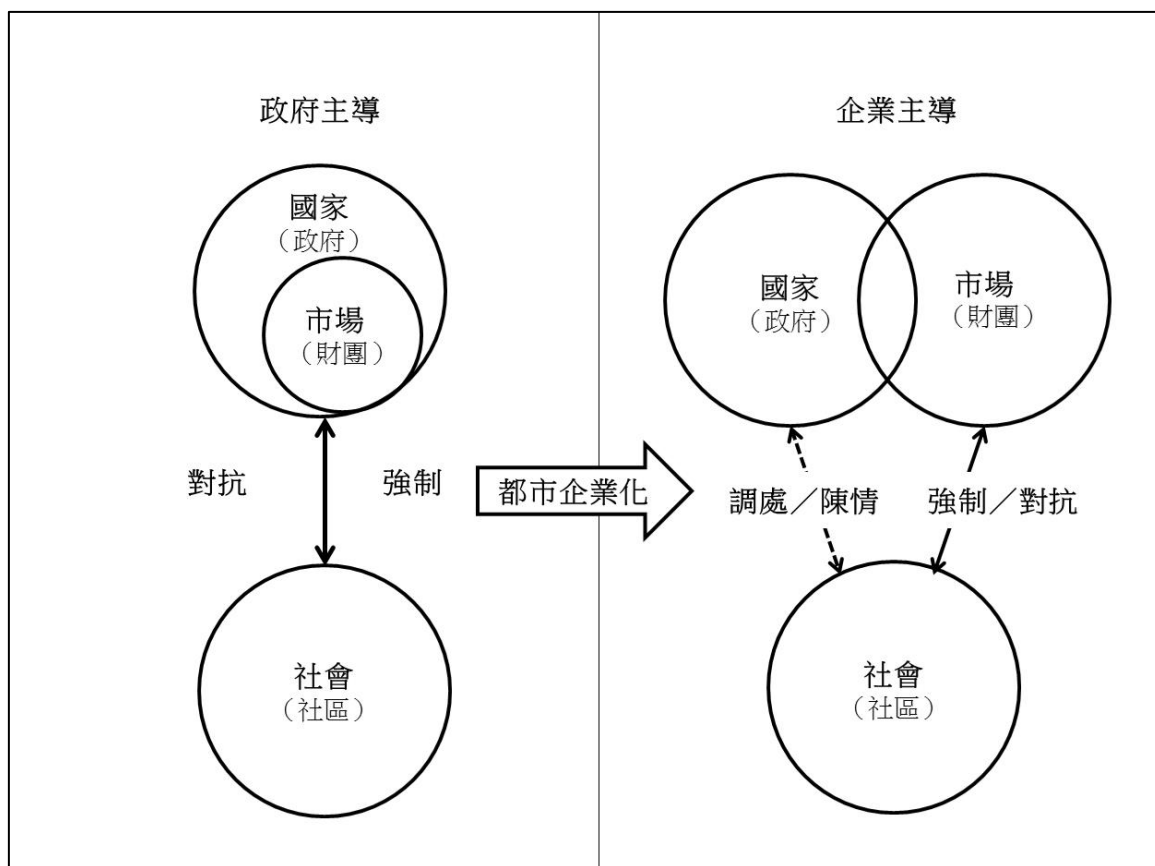 政府主導
國家
（政府）
市場
（財團）
對抗
強制
社會
（社區）
都市企業化
企業主導
國家
（政府）
市場
（財團）
調處／陳情
強制／對抗
社會
（社區）